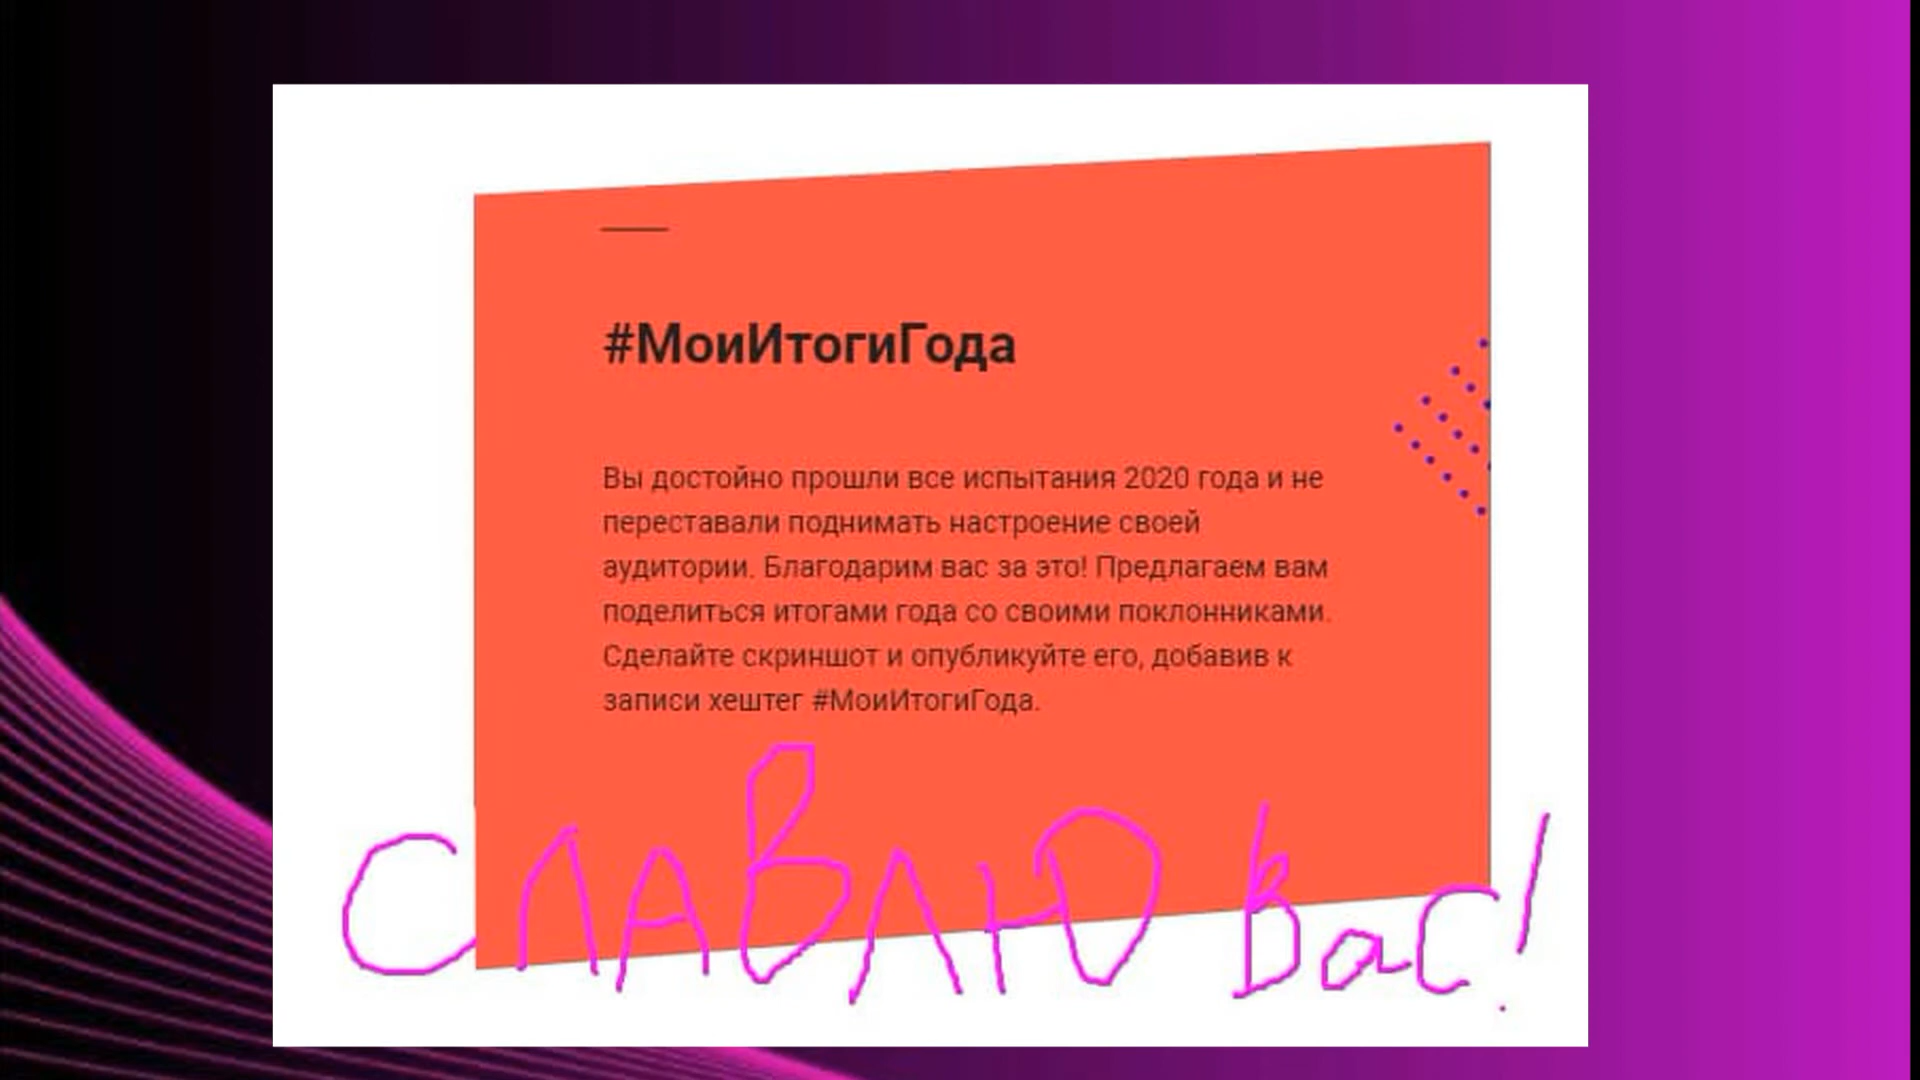 #МоиИтогиГода
Вы достойно прошли все испытания 2020 года и не
переставали поднимать настроение своей
аудитории. Благодарим вас за это! Предлагаем вам
поделиться итогами года со своими поклонниками.
Сделайте скриншот и опубликуйте его, добавив к
записи хештег #МоиИтогиГода.
СЛАВЛЮ Вас!